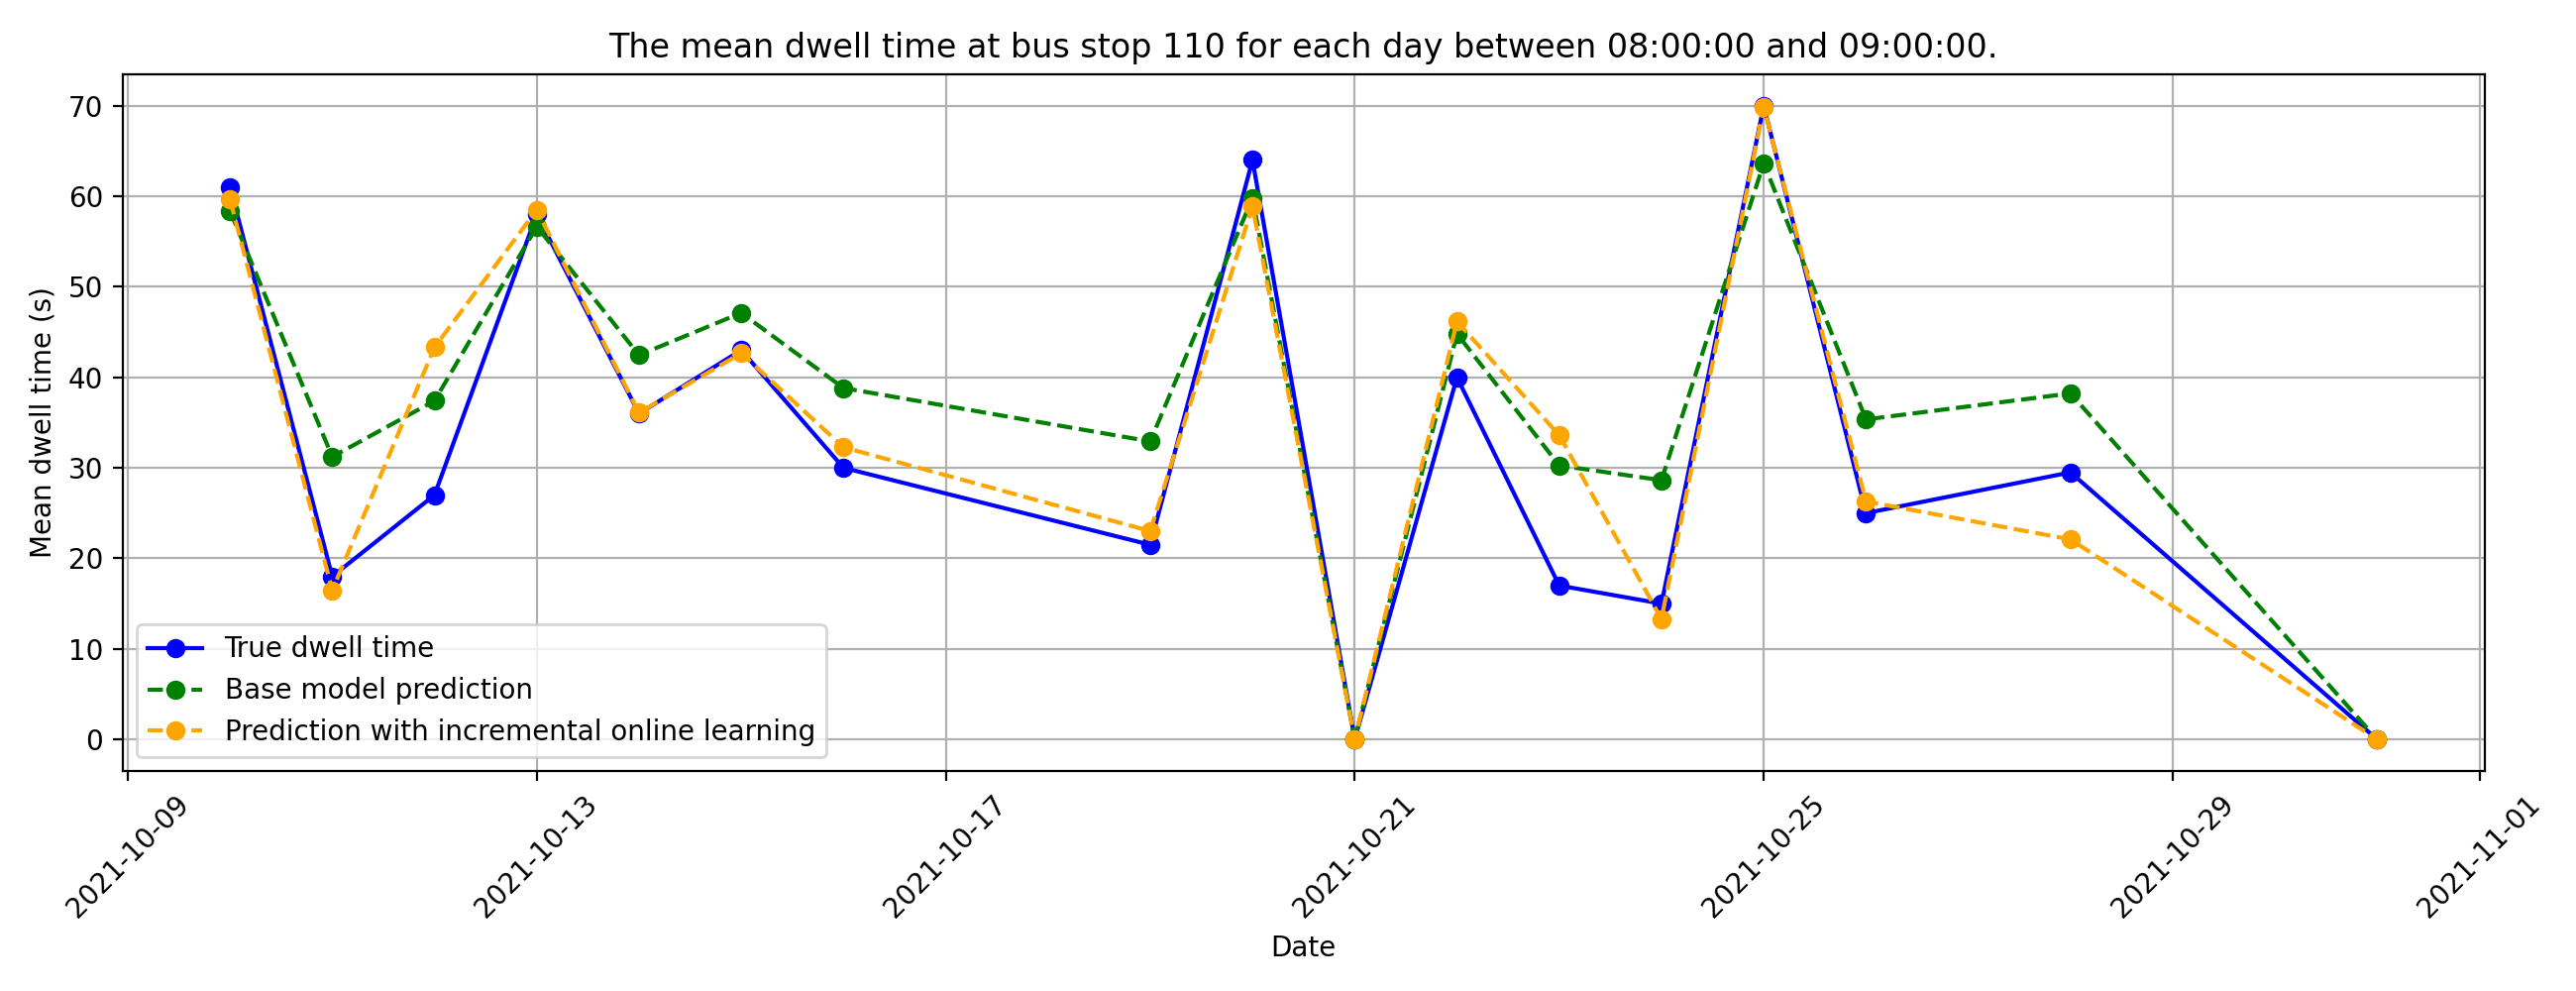 The mean dwell time at bus stop 110 for each day between 08:00:00 and 09:00:00.
Mean dwell time (s)
70
60
50
40
30
20
10
0
True dwell time
Base model prediction
Prediction with incremental online learning
2021-10-09
2021-10-13
2021-10-17
2021-10-21
2021-10-25
2021-10-29
2021-11-01
Date